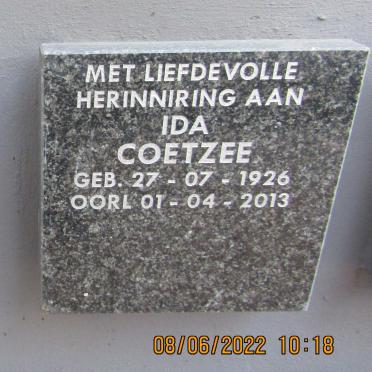 MET LIEFDEVOLLE
HERINNIRING AAN
IDA
COETZEE
GEB. 27 - 07 - 1926
OORL 01 - 04 - 2013
08/06/2022 10:18